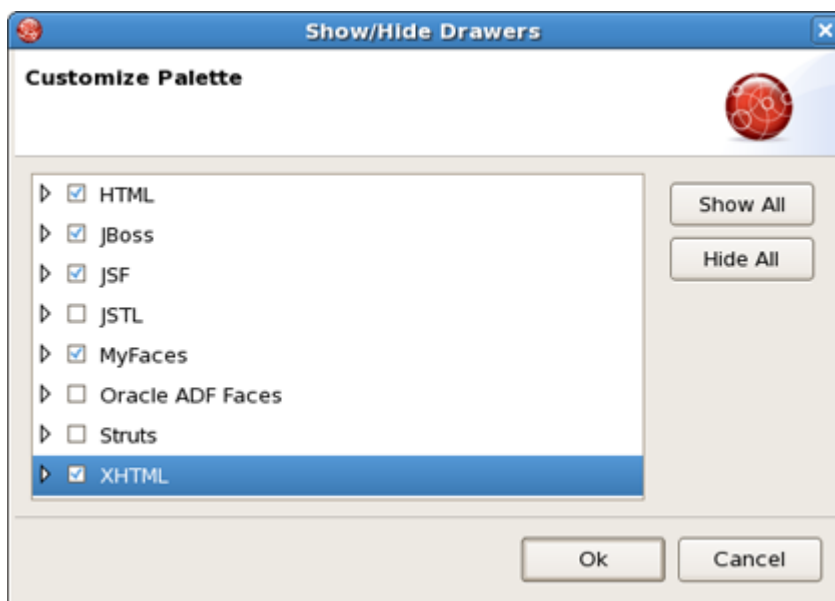 Show/Hide Drawers
Customize Palette
HTML
JBoss
JSF
JSTL
MyFaces
Oracle ADF Faces
Struts
XHTML
Show All
Hide All
Ok
Cancel